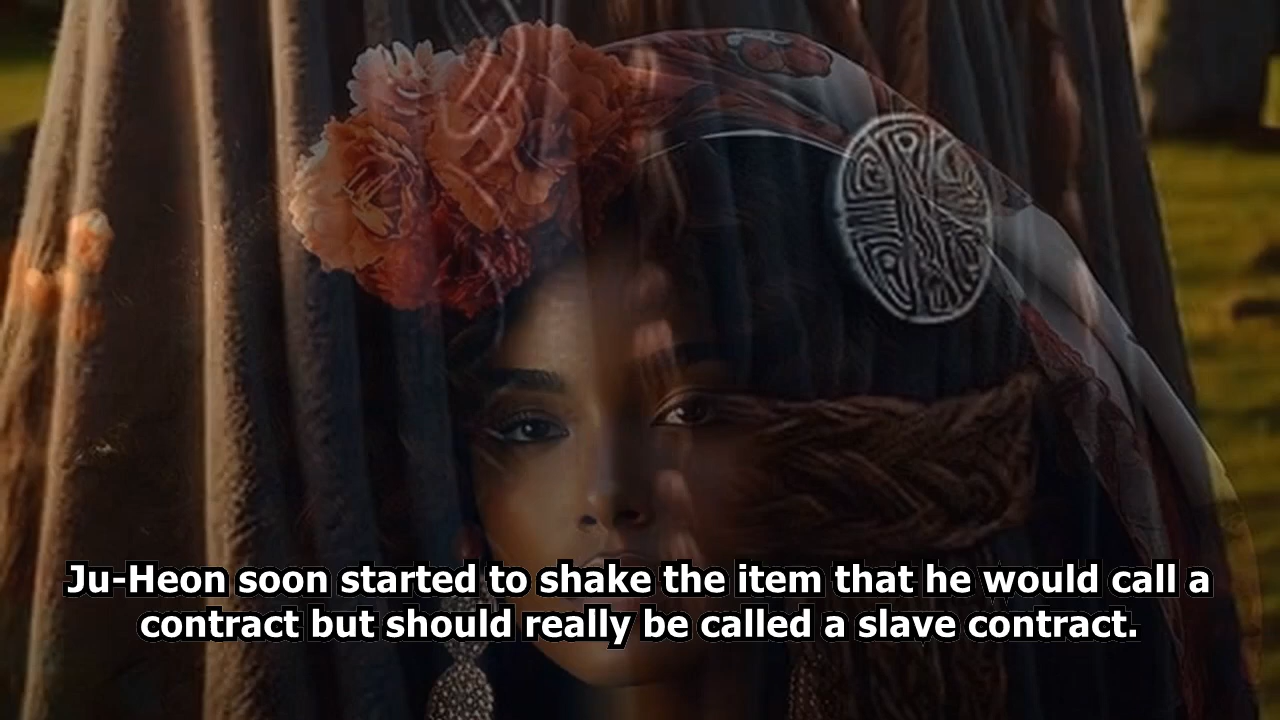 Ju-Heon soon started to shake the item that he would call a
contract but should really be called a slave contract.